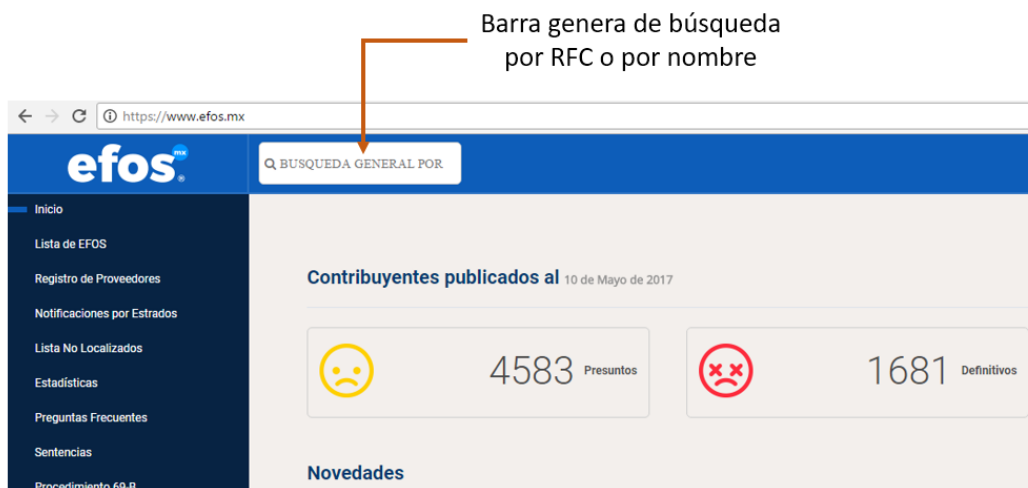 Barra genera de búsqueda
por RFC o por nombre
https://www.efos.mx
efos.mx
BUSQUEDA GENERAL POR
Inicio
Lista de EFOS
Registro de Proveedores
Notificaciones por Estrados
Lista No Localizados
Estadísticas
Preguntas Frecuentes
Sentencias
Procedimiento 69-B
Contribuyentes publicados al 10 de Mayo de 2017
4583 Presuntos
1681 Definitivos
Novedades